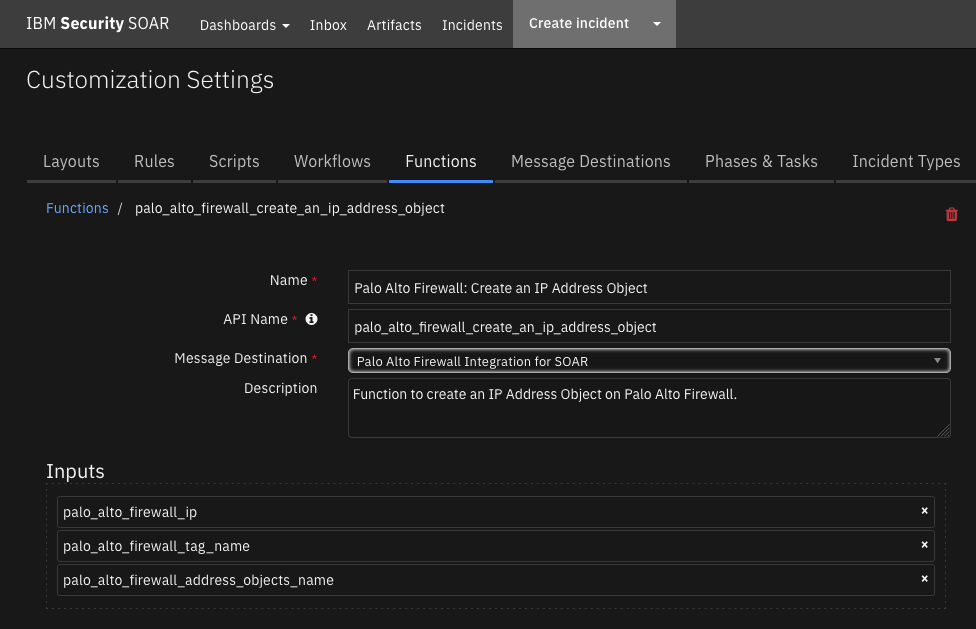 IBM Security SOAR Dashboards Inbox Artifacts Incidents Create incident
Customization Settings
Layouts Rules Scripts Workflows Functions Message Destinations Phases & Tasks Incident Types
Functions / palo_alto_firewall_create_an_ip_address_object
Name * Palo Alto Firewall: Create an IP Address Object
API Name * palo_alto_firewall_create_an_ip_address_object
Message Destination * Palo Alto Firewall Integration for SOAR
Description Function to create an IP Address Object on Palo Alto Firewall.
Inputs
palo_alto_firewall_ip ×
palo_alto_firewall_tag_name ×
palo_alto_firewall_address_objects_name ×